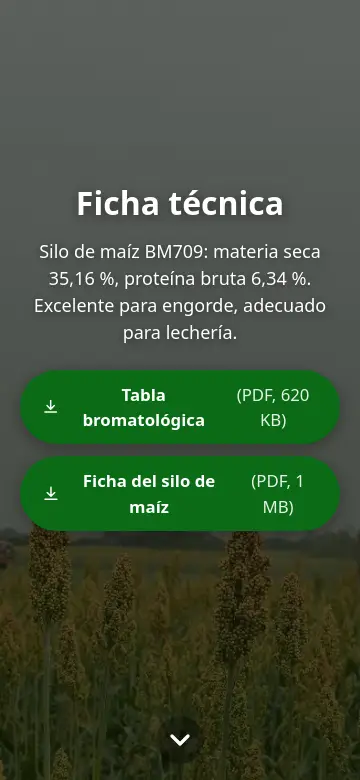 Ficha técnica
Silo de maíz BM709: materia seca
35,16 %, proteína bruta 6,34 %.
Excelente para engorde, adecuado
para lechería.
Tabla bromatológica (PDF, 620 KB)
Ficha del silo de maíz (PDF, 1 MB)